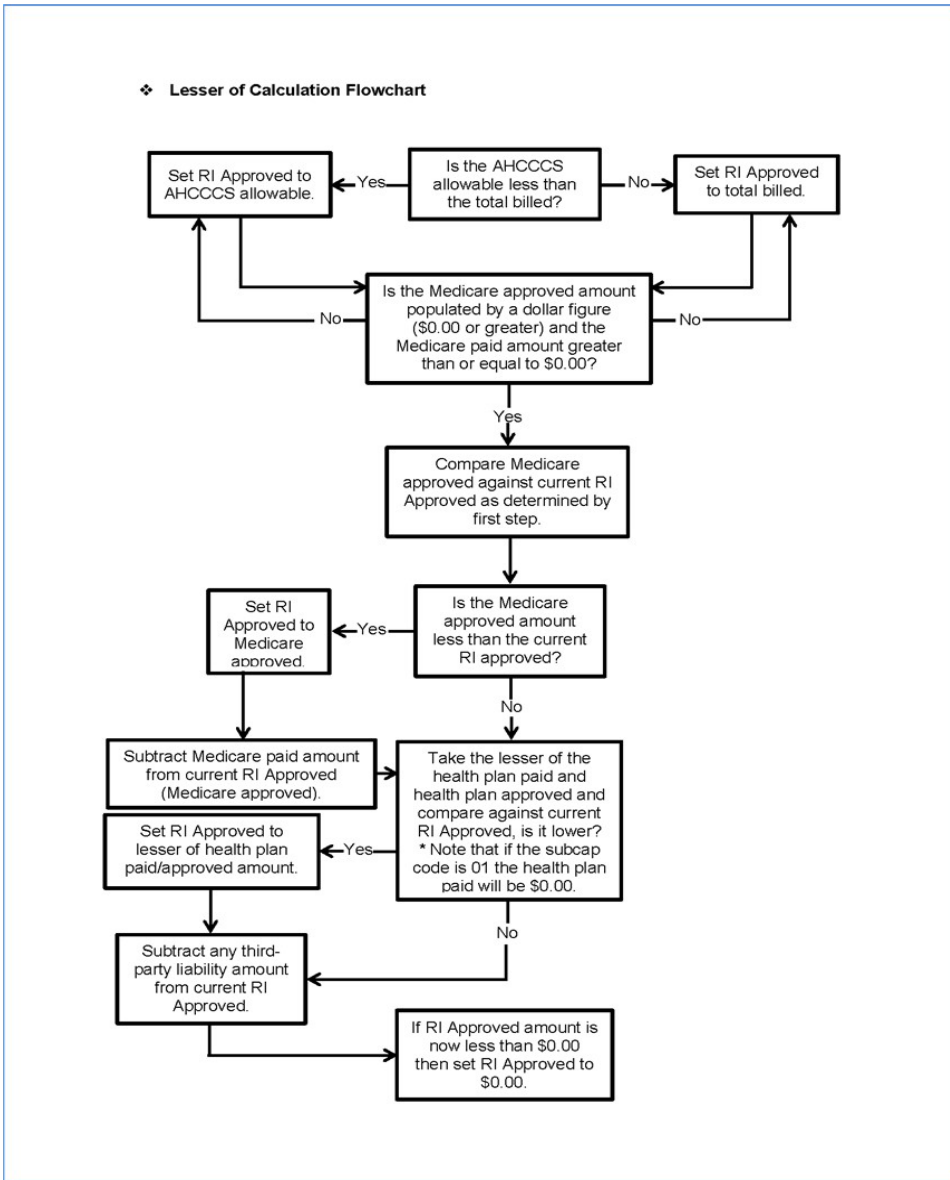 ❖ Lesser of Calculation Flowchart
Is the AHCCCS
allowable less than
the total billed?
Yes
No
Set RI Approved to
AHCCCS allowable.
Set RI Approved
to total billed.
Is the Medicare approved amount
populated by a dollar figure
($0.00 or greater) and the
Medicare paid amount greater
than or equal to $0.00?
No
No
Yes
Compare Medicare
approved against current RI
Approved as determined by
first step.
Is the Medicare
approved amount
less than the current
RI approved?
Yes
Set RI
Approved to
Medicare
approved.
No
Subtract Medicare paid amount
from current RI Approved
(Medicare approved).
Take the lesser of the
health plan paid and
health plan approved and
compare against current
RI Approved, is it lower?
* Note that if the subcap
code is 01 the health plan
paid will be $0.00.
Yes
Set RI Approved to
lesser of health plan
paid/approved amount.
No
Subtract any third-
party liability amount
from current RI
Approved.
If RI Approved amount is
now less than $0.00
then set RI Approved to
$0.00.